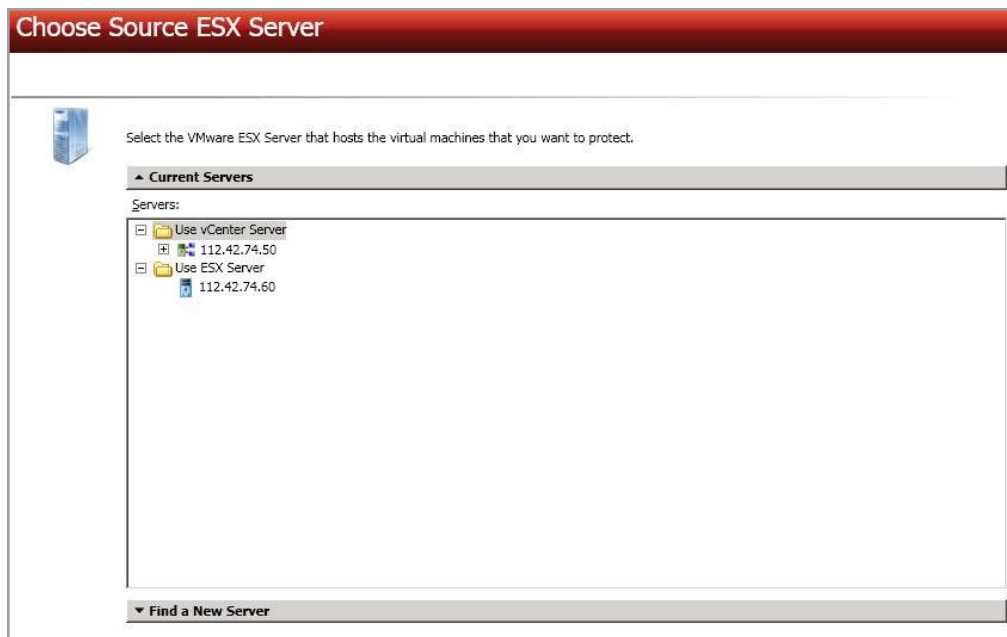 Choose Source ESX Server
Select the VMware ESX Server that hosts the virtual machines that you want to protect.
Current Servers
Servers:
Use vCenter Server
112.42.74.50
Use ESX Server
112.42.74.60
Find a New Server